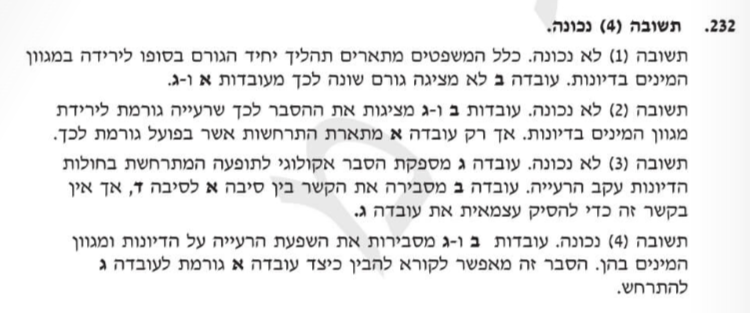 232. תשובה (4) נכונה.
תשובה (1) לא נכונה. כלל המשפטים מתארים תהליך יחיד הגורם בסופו לירידה במגוון
המינים בדיונות. עובדה ב לא מציגה גורם שונה לכך מעובדות א ו-ג.
תשובה (2) לא נכונה. עובדות ב ו-ג מציגות את ההסבר לכך שרעייה גורמת לירידת
מגוון המינים בדיונות. אך רק עובדה א מתארת התרחשות אשר בפועל גורמת לכך.
תשובה (3) לא נכונה. עובדה ג מספקת הסבר אקולוגי לתופעה המתרחשת בחולות
הדיונות עקב הרעייה. עובדה ב מסבירה את הקשר בין סיבה א לסיבה ד, אך אין
בקשר זה כדי להסיק עצמאית את עובדה ג.
תשובה (4) נכונה. עובדות ב ו-ג מסבירות את השפעת הרעייה על הדיונות ומגוון
המינים בהן. הסבר זה מאפשר לקורא להבין כיצד עובדה א גורמת לעובדה ג
להתרחש.